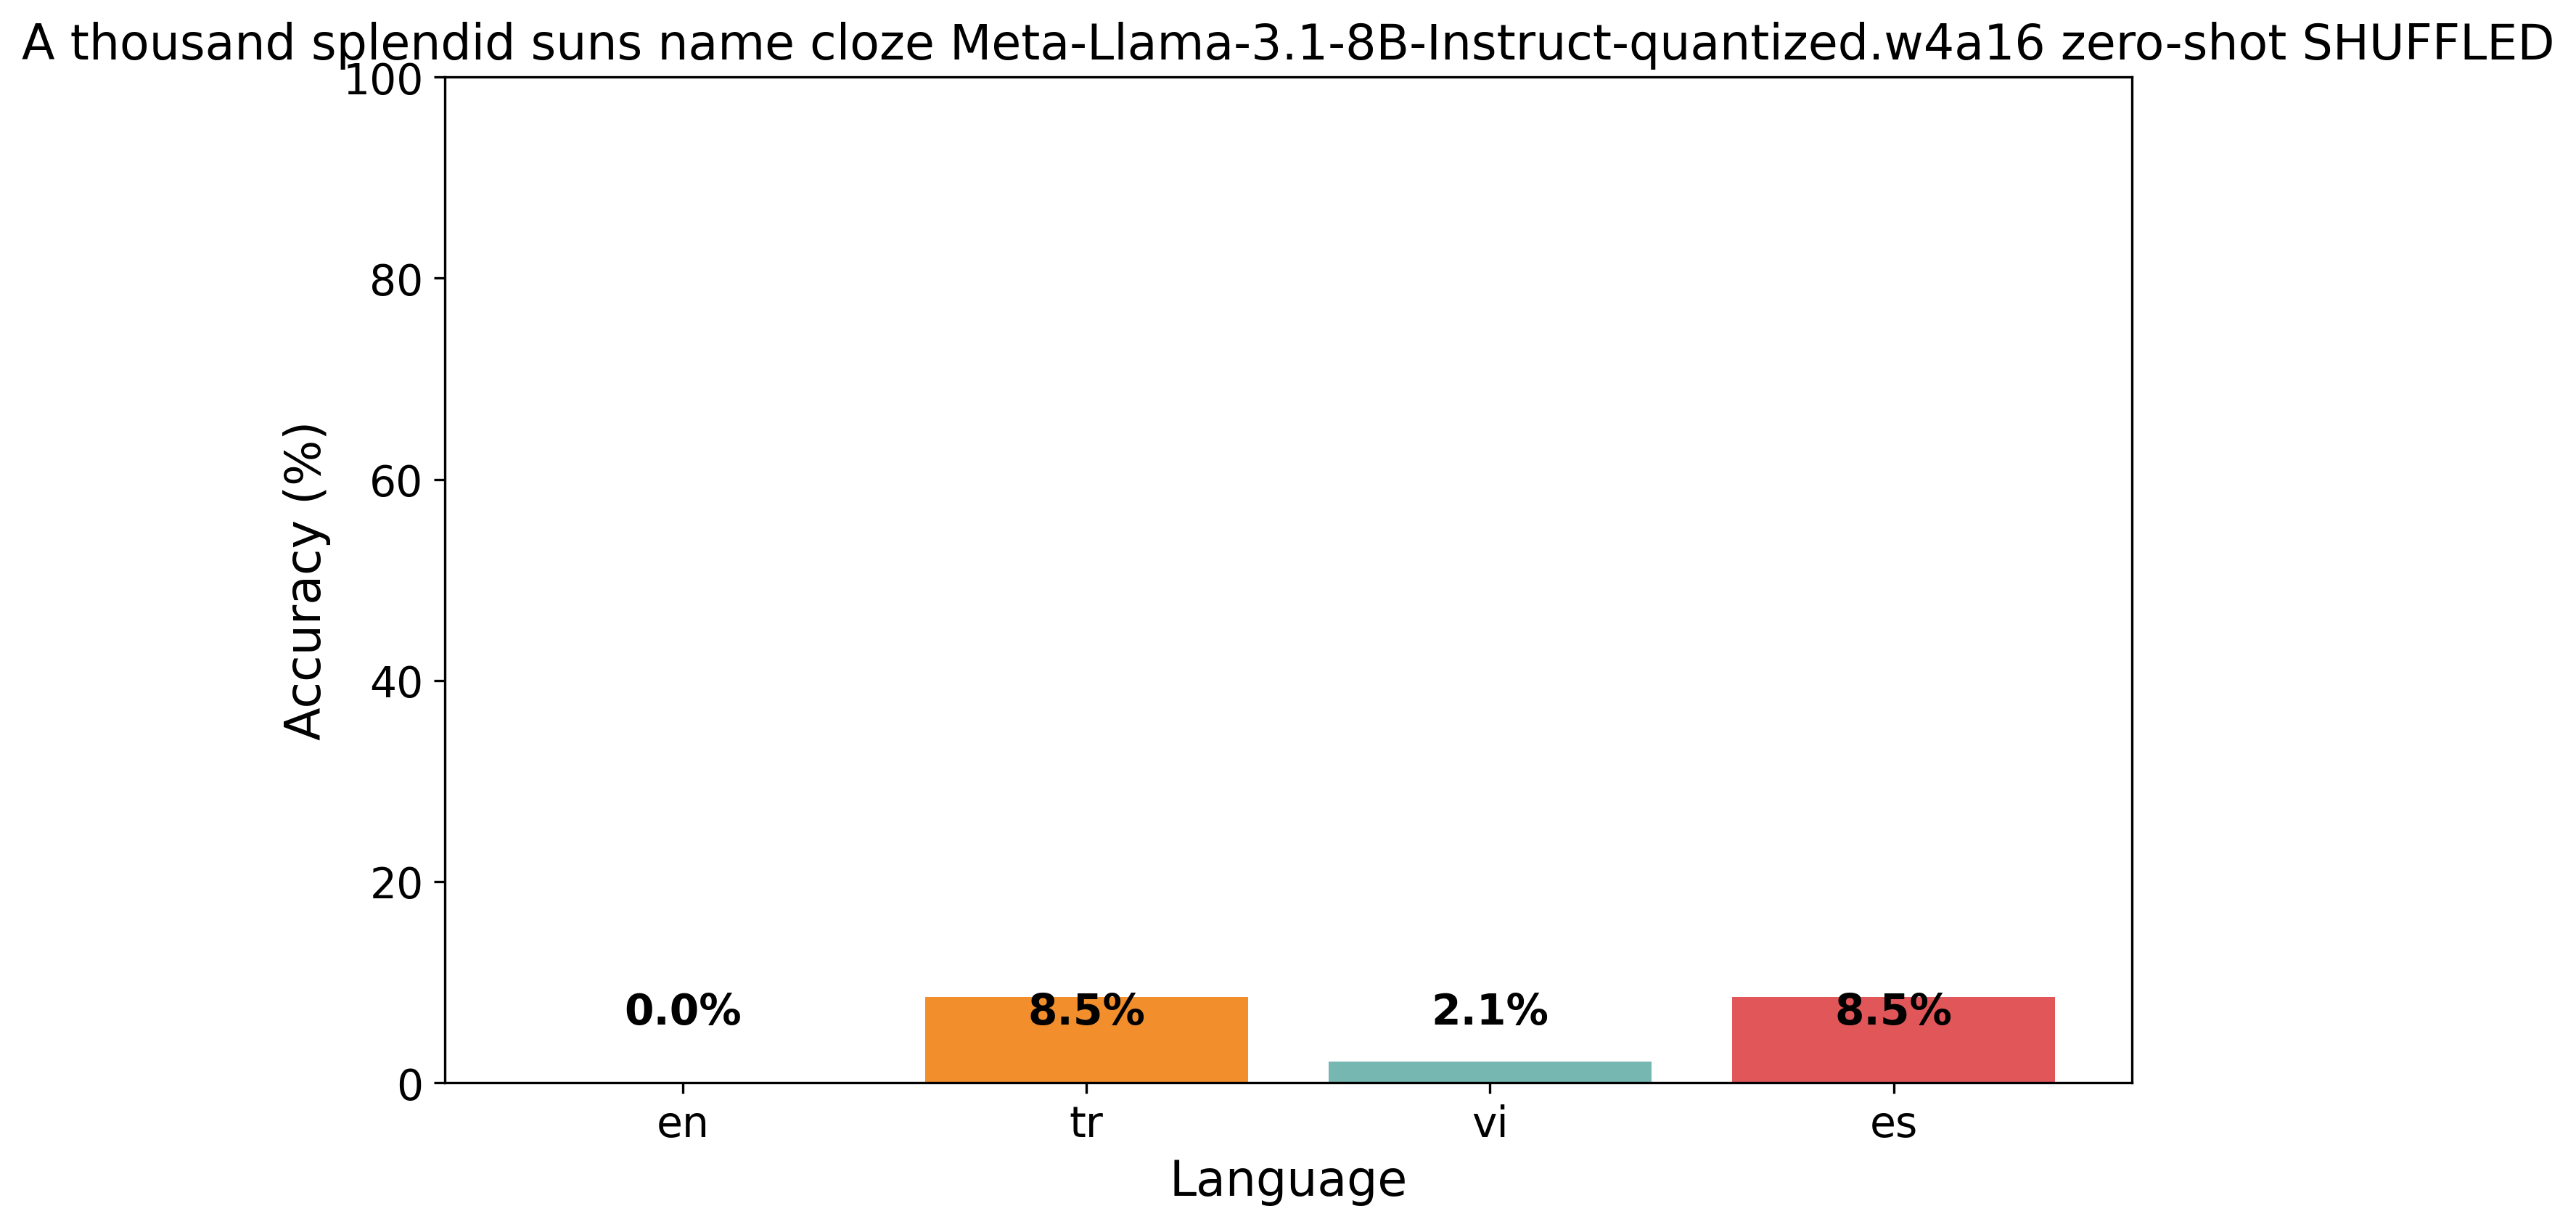 A thousand splendid suns name cloze Meta-Llama-3.1-8B-Instruct-quantized.w4a16 zero-shot SHUFFLED
100
80
60
40
20
0
Accuracy (%)
0.0%
8.5%
2.1%
8.5%
en
tr
vi
es
Language